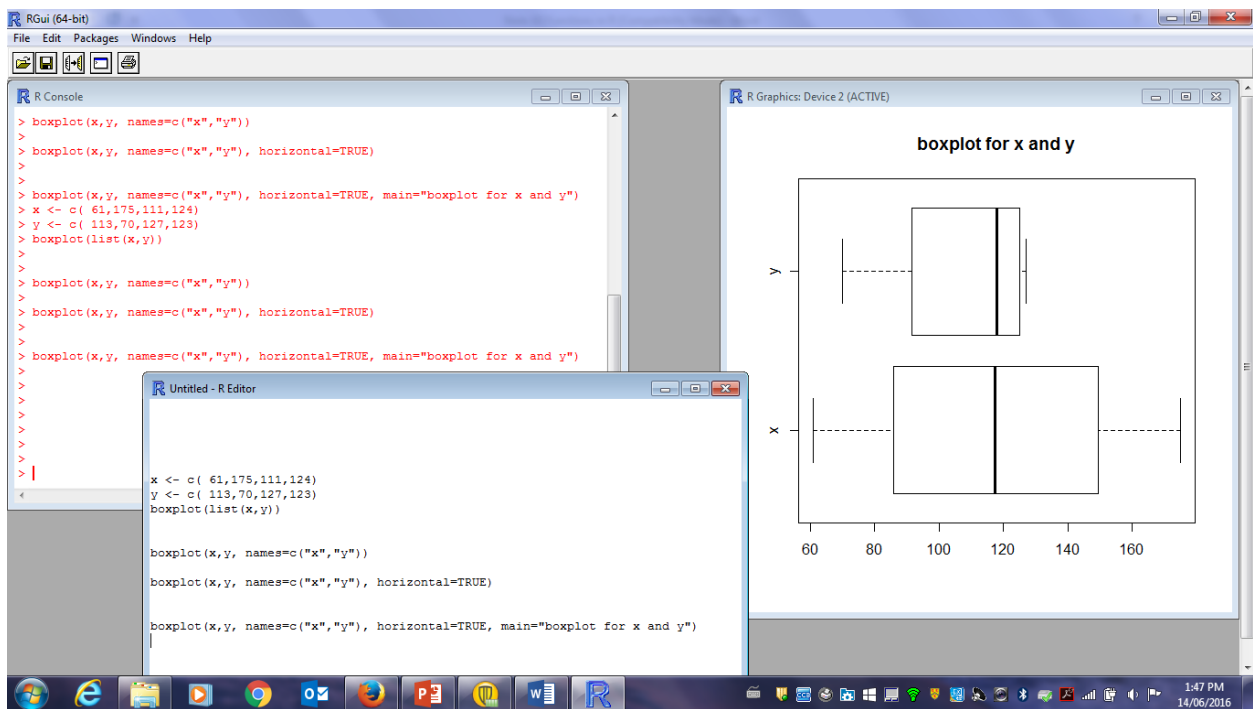 RGui (64-bit)
File Edit Packages Windows Help
R Console
> boxplot(x,y, names=c("x","y"))
>
> boxplot(x,y, names=c("x","y"), horizontal=TRUE)
>
>
> boxplot(x,y, names=c("x","y"), horizontal=TRUE, main="boxplot for x and y")
> x <- c( 61,175,111,124)
> y <- c( 113,70,127,123)
> boxplot(list(x,y))
>
>
> boxplot(x,y, names=c("x","y"))
>
> boxplot(x,y, names=c("x","y"), horizontal=TRUE)
>
>
> boxplot(x,y, names=c("x","y"), horizontal=TRUE, main="boxplot for x and y")
>
>
>
>
>
>
>
>
Untitled - R Editor
x <- c( 61,175,111,124)
y <- c( 113,70,127,123)
boxplot(list(x,y))
boxplot(x,y, names=c("x","y"))
boxplot(x,y, names=c("x","y"), horizontal=TRUE)
boxplot(x,y, names=c("x","y"), horizontal=TRUE, main="boxplot for x and y")
R Graphics: Device 2 (ACTIVE)
boxplot for x and y
y
x
60 80 100 120 140 160
1:47 PM
14/06/2016